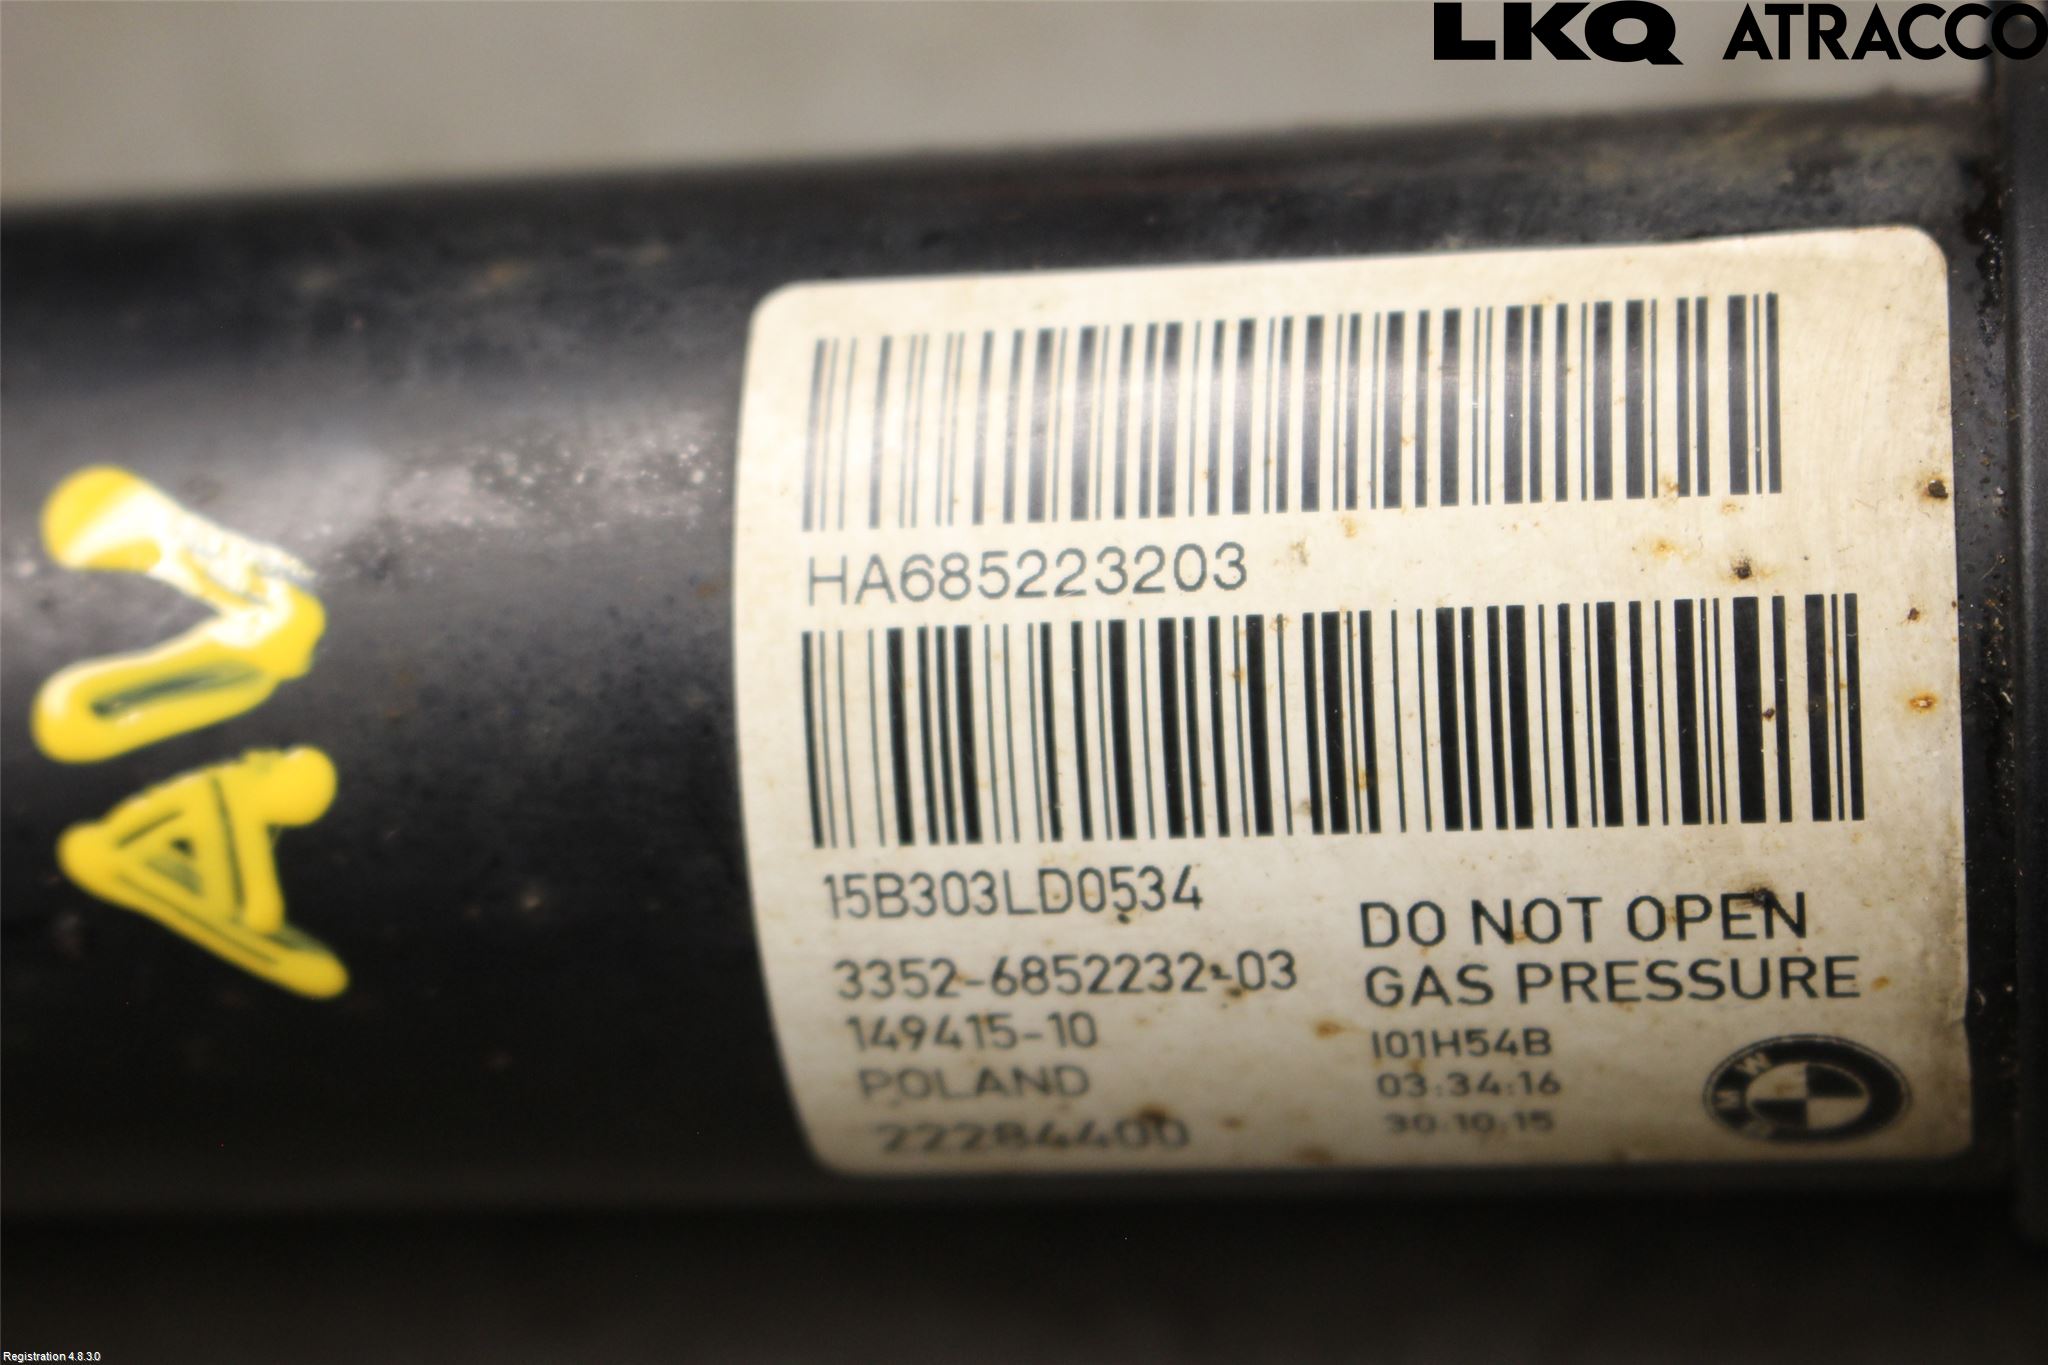 LKQ ATRACCO
HA685223203
15B303LD0534
3352-6852232-03
149415-10
POLAND
22284400
DO NOT OPEN
GAS PRESSURE
I01H54B
03:34:16
30.10.15
BMW
Registration 4.8.3.0